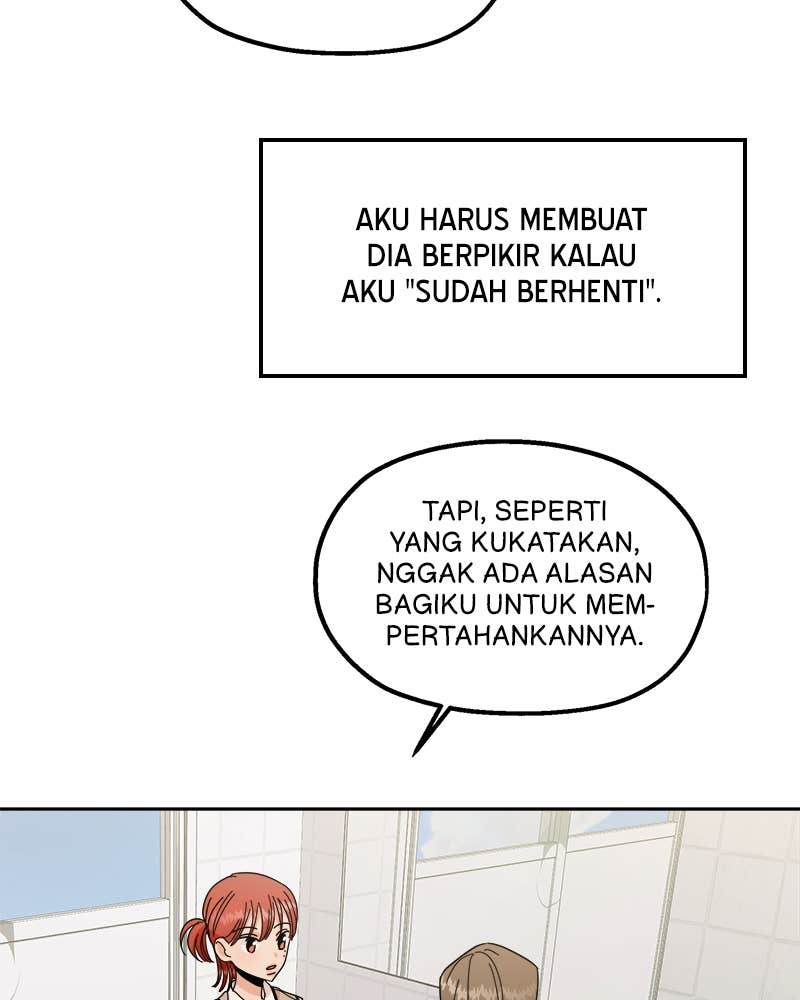 AKU HARUS MEMBUAT
DIA BERPIKIR KALAU
AKU "SUDAH BERHENTI".
TAPI, SEPERTI
YANG KUKATAKAN,
NGGAK ADA ALASAN
BAGIKU UNTUK MEM-
PERTAHANKANNYA.